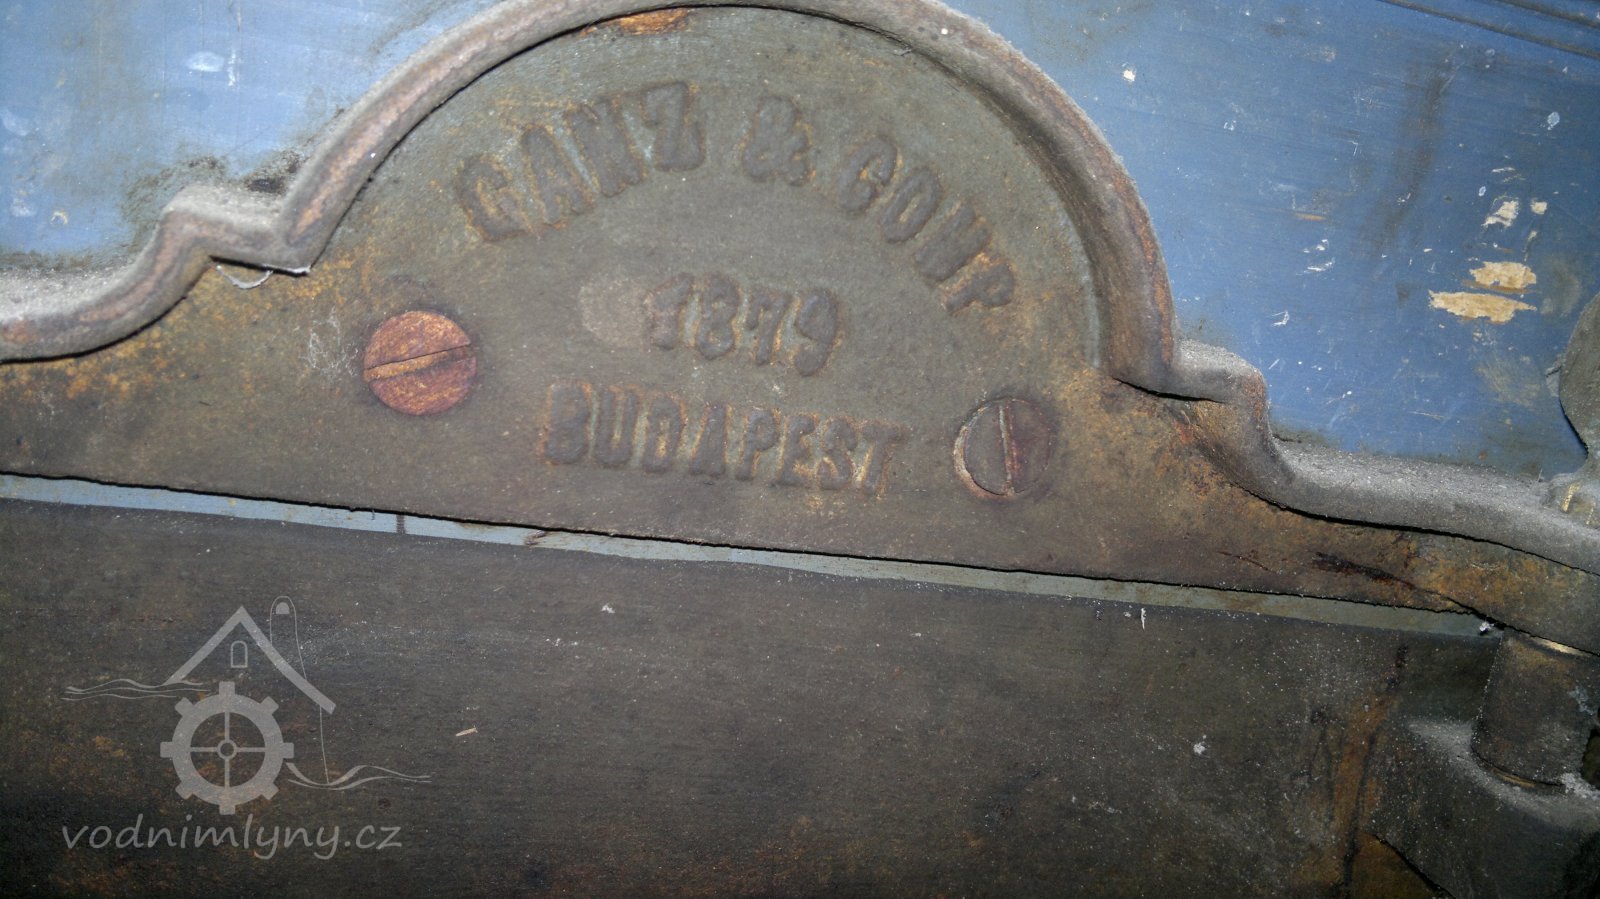 GANZ & COMP
1879
BUDAPEST
vodnimlyny.cz